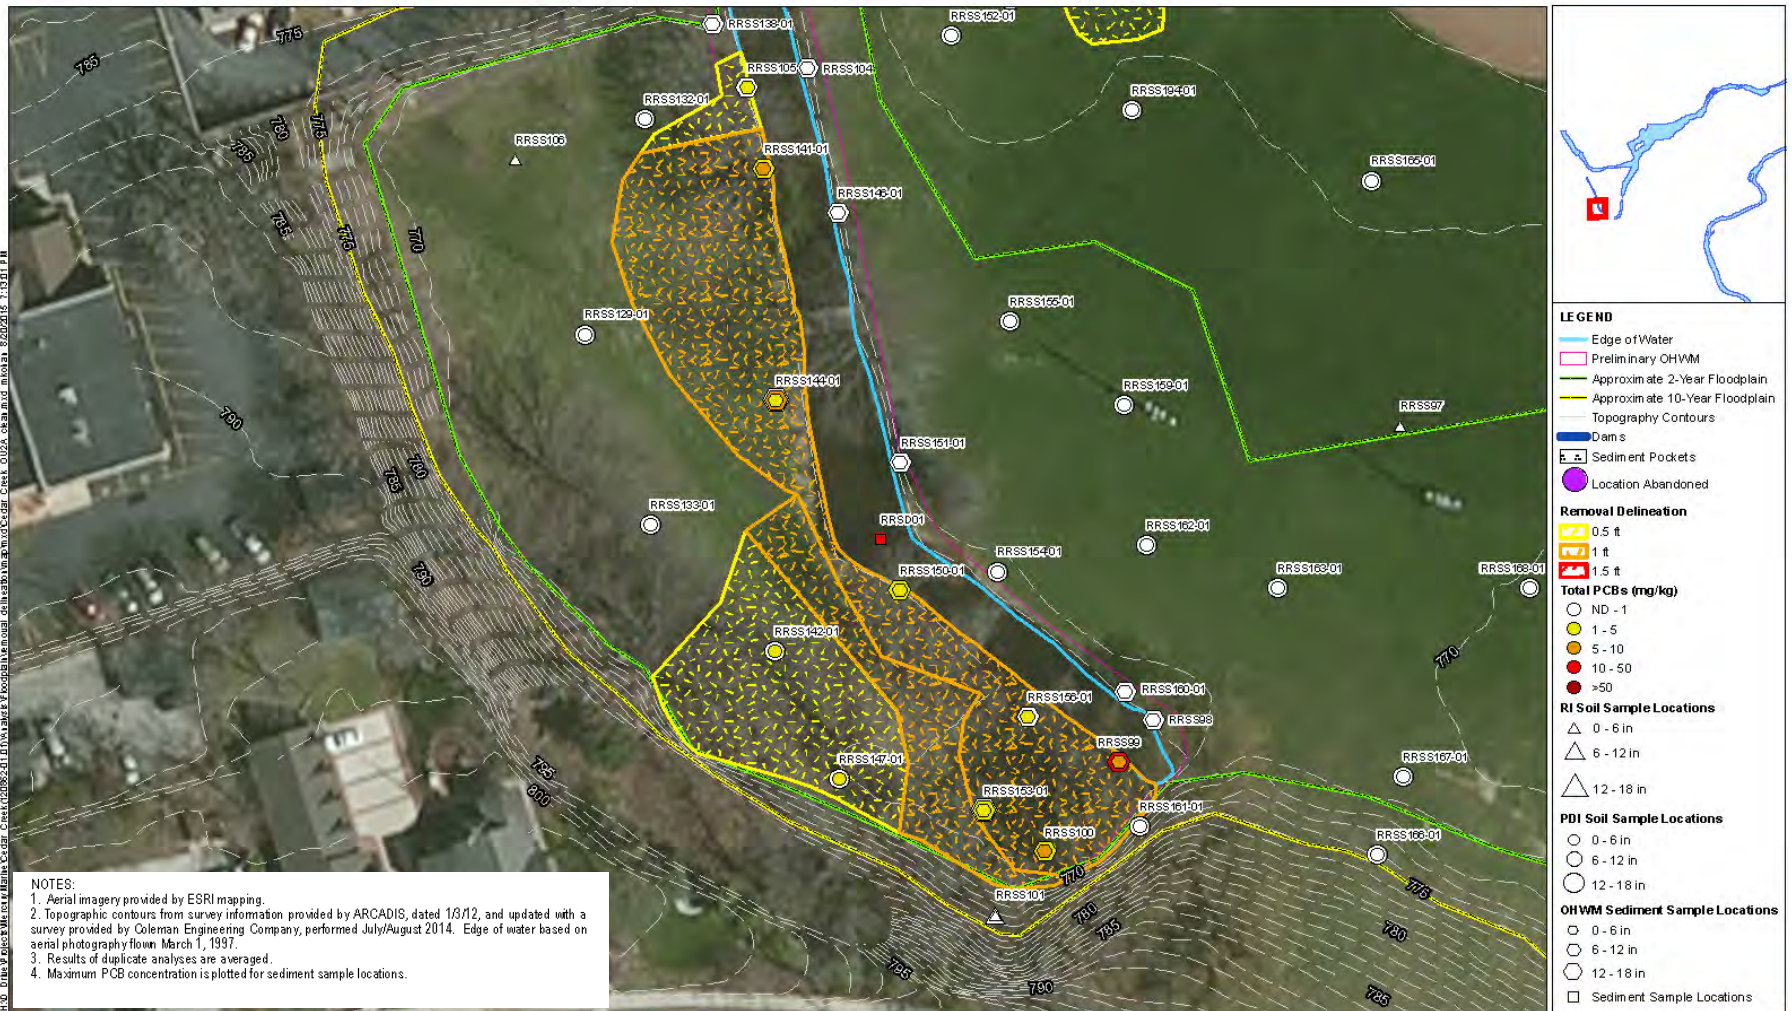 RRSS138-01
RRSS152-01
775
785
RRSS105
RRSS104
RRSS132-01
RRSS194-01
780
775
785
RRSS106
RRSS141-01
RRSS165-01
RRSS146-01
785
775
770
RRSS129-01
RRSS155-01
RRSS144-01
RRSS159-01
RRSS97
790
RRSS151-01
780
785
RRSS133-01
RRSD01
RRSS162-01
RRSS154-01
790
RRSS150-01
RRSS163-01
RRSS168-01
RRSS142-01
770
RRSS156-01
RRSS160-01
RRSS98
RRSS99
RRSS147-01
RRSS167-01
785
800
RRSS153-01
RRSS161-01
RRSS100
RRSS166-01
770
775
RRSS101
780
785
780
795
790
785
NOTES:
1. Aerial imagery provided by ESRI mapping.
2. Topographic contours from survey information provided by ARCADIS, dated 1/3/12, and updated with a
survey provided by Coleman Engineering Company, performed July/August 2014. Edge of water based on
aerial photography flown March 1, 1997.
3. Results of duplicate analyses are averaged.
4. Maximum PCB concentration is plotted for sediment sample locations.
LEGEND
Edge of Water
Preliminary OHWM
Approximate 2-Year Floodplain
Approximate 10-Year Floodplain
Topography Contours
Dams
Sediment Pockets
Location Abandoned
Removal Delineation
0.5 ft
1 ft
1.5 ft
Total PCBs (mg/kg)
ND - 1
1 - 5
5 - 10
10 - 50
>50
RI Soil Sample Locations
0 - 6 in
6 - 12 in
12 - 18 in
PDI Soil Sample Locations
0 - 6 in
6 - 12 in
12 - 18 in
OHWM Sediment Sample Locations
0 - 6 in
6 - 12 in
12 - 18 in
Sediment Sample Locations